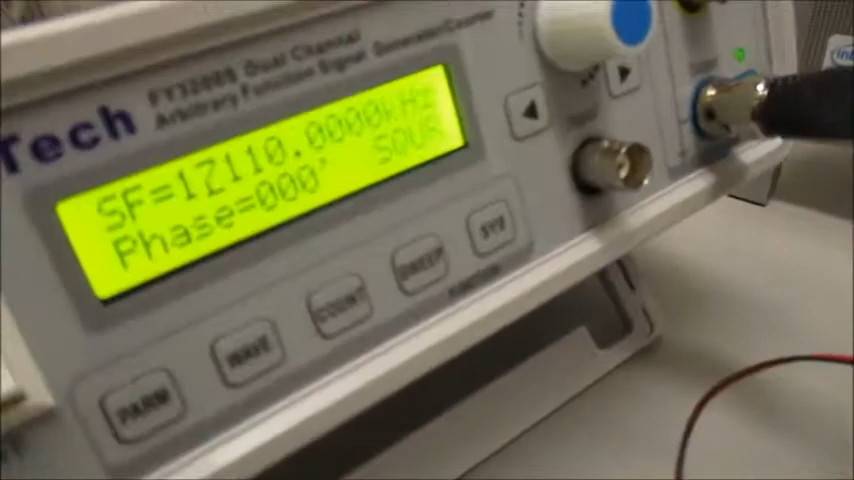 Tech
FY3200S Dual Channel
Arbitrary Function Signal Generator/Counter
SF=12110.0000kHz
Phase=000° SQUR
PARM WAVE COUNT SWEEP SYS